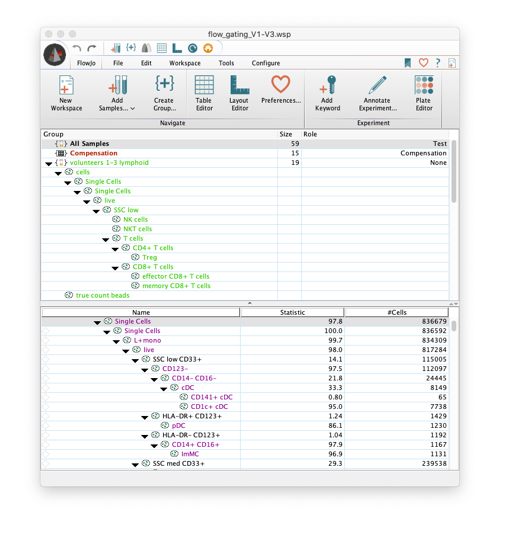 flow_gating_V1-V3.wsp
FlowJo File Edit Workspace Tools Configure
New Workspace
Add Samples...
Create Group...
Table Editor
Layout Editor
Preferences...
Add Keyword
Annotate Experiment...
Plate Editor
Navigate Experiment
Group Size Role
All Samples 59 Test
Compensation 15 Compensation
volunteers 1-3 lymphoid 19 None
cells
Single Cells
Single Cells
live
SSC low
NK cells
NKT cells
T cells
CD4+ T cells
Treg
CD8+ T cells
effector CD8+ T cells
memory CD8+ T cells
true count beads
Name Statistic #Cells
Single Cells 97.8 836679
Single Cells 100.0 836592
L+mono 99.7 834309
live 98.0 817284
SSC low CD33+ 14.1 115005
CD123- 97.5 112097
CD14- CD16- 21.8 24445
cDC 33.3 8149
CD141+ cDC 0.80 65
CD1c+ cDC 95.0 7738
HLA-DR+ CD123+ 1.24 1429
pDC 86.1 1230
HLA-DR- CD123+ 1.04 1192
CD14+ CD16+ 97.9 1167
ImMC 96.9 1131
SSC med CD33+ 29.3 239538